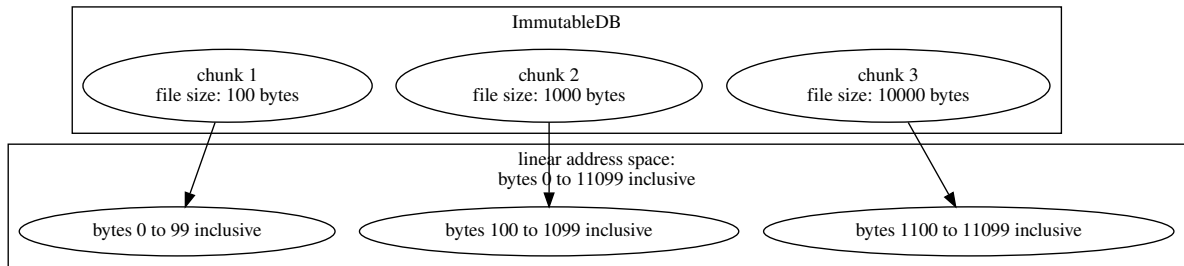 ImmutableDB
chunk 1
file size: 100 bytes
chunk 2
file size: 1000 bytes
chunk 3
file size: 10000 bytes
linear address space:
bytes 0 to 11099 inclusive
bytes 0 to 99 inclusive
bytes 100 to 1099 inclusive
bytes 1100 to 11099 inclusive